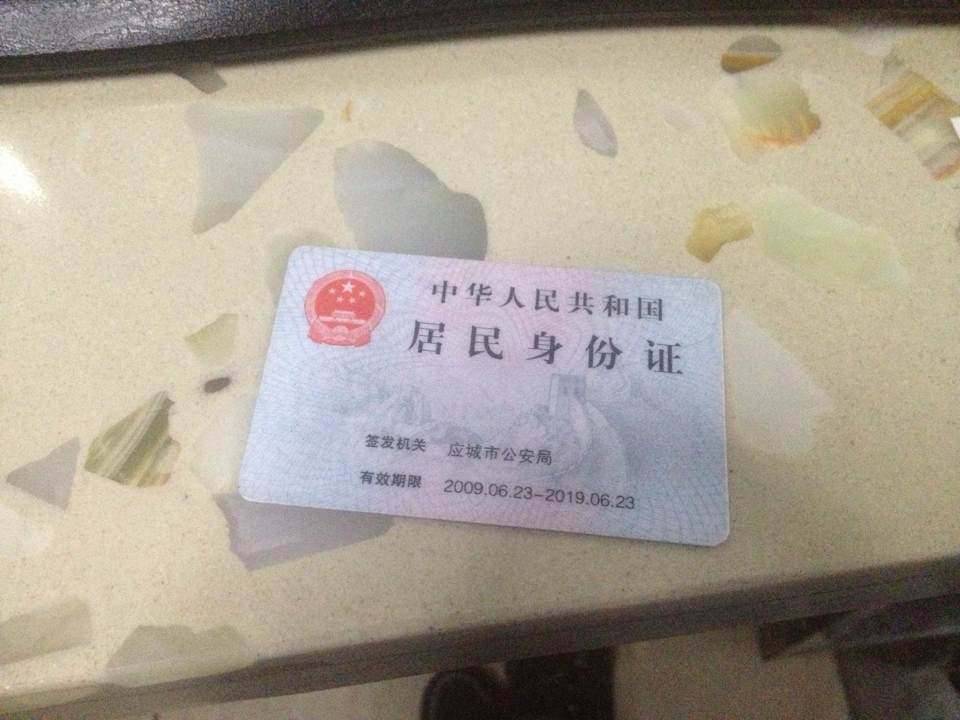 中华人民共和国
居民身份证
签发机关 应城市公安局
有效期限 2009.06.23-2019.06.23